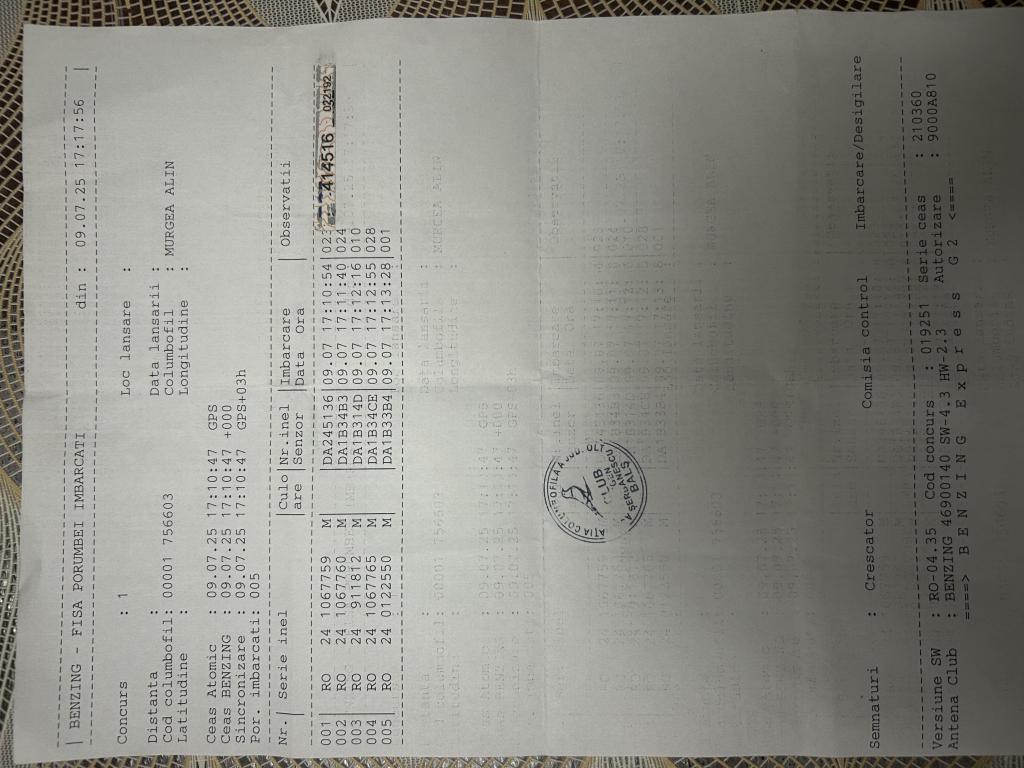 | BENZING - FISA PORUMBEI IMBARCATI din : 09.07.25 17:17:56 |
Concurs : 1 Loc lansare :
Distanta : Data lansarii :
Cod columbofil: 00001 756603 Columbofil : MURGEA ALIN
Latitudine : Longitudine :
Ceas Atomic : 09.07.25 17:10:47 GPS
Ceas BENZING : 09.07.25 17:10:47 +000
Sincronizare : 09.07.25 17:10:47 GPS+03h
Por. imbarcati: 005
Nr.| Serie inel |Culo|Nr.inel |Imbarcare | Observatii
| |are |Senzor |Data Ora |
001| RO 24 1067759 M |DA245136|09.07 17:10:54|02
414516 022192
002| RO 24 1067760 M |DA1B34B3|09.07 17:11:40|024
003| RO 24 911812 M |DA1B314D|09.07 17:12:16|010
004| RO 24 1067765 M |DA1B34CE|09.07 17:12:55|028
005| RO 24 0122550 M |DA1B33B4|09.07 17:13:28|001
CLUB
BALS
Semnaturi : Crescator Comisia control Imbarcare/Desigilare
Versiune SW : RO-04.35 Cod concurs : 019251 Serie ceas : 210360
Antena Club : BENZING 46900140 SW-4.3 HW-2.3 Autorizare : 9000A810
====> B E N Z I N G E x p r e s s G 2 <====